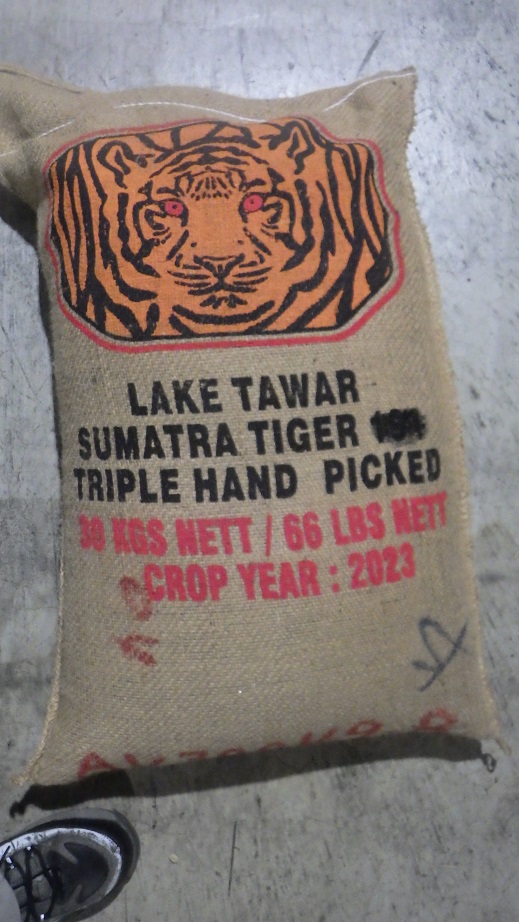 LAKE TAWAR
SUMATRA TIGER
TRIPLE HAND PICKED
30 KGS NETT / 66 LBS NETT
CROP YEAR : 2023